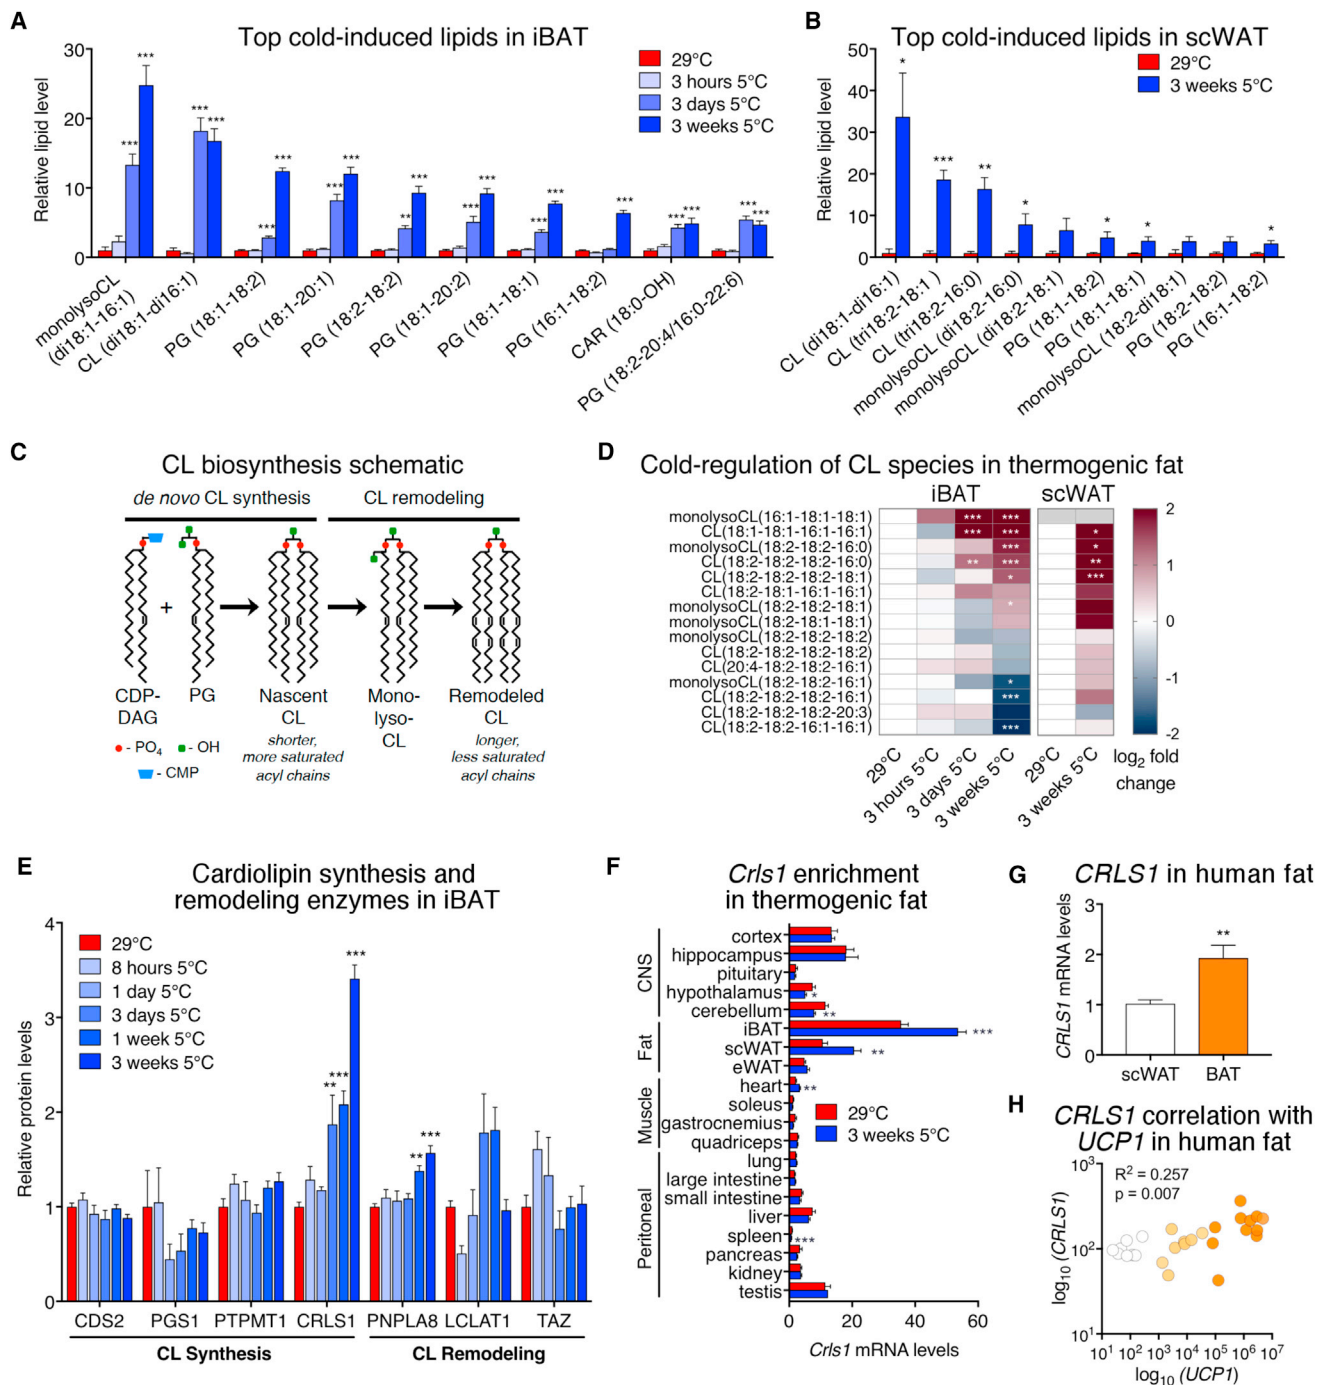 A
Top cold-induced lipids in iBAT
Relative lipid level
30
20
10
0
29°C
3 hours 5°C
3 days 5°C
3 weeks 5°C
***
***
***
***
***
***
***
***
**
***
***
***
***
***
***
***
***
***
***
monolysoCL
(di18:1-16:1)
CL (di18:1-di16:1)
PG (18:1-18:2)
PG (18:1-20:1)
PG (18:2-18:2)
PG (18:1-20:2)
PG (18:1-18:1)
PG (16:1-18:2)
CAR (18:0-OH)
PG (18:2-20:4/16:0-22:6)
B
Top cold-induced lipids in scWAT
Relative lipid level
50
40
30
20
10
0
29°C
3 weeks 5°C
*
***
**
*
*
*
*
CL (di18:1-di16:1)
CL (tri18:2-18:1 )
CL (tri18:2-16:0)
monolysoCL (di18:2-16:0)
monolysoCL (di18:2-18:1)
PG (18:1-18:2)
PG (18:1-18:1)
monolysoCL (18:2-di18:1)
PG (18:2-18:2)
PG (16:1-18:2)
C
CL biosynthesis schematic
de novo CL synthesis
CL remodeling
+
CDP-
DAG
PG
Nascent
CL
shorter,
more saturated
acyl chains
Mono-
lyso-
CL
Remodeled
CL
longer,
less saturated
acyl chains
- PO4
- OH
- CMP
D
Cold-regulation of CL species in thermogenic fat
iBAT
scWAT
monolysoCL(16:1-18:1-18:1)
*** ***
CL(18:1-18:1-16:1-16:1)
*** *** *
monolysoCL(18:2-18:2-16:0)
*** *
CL(18:2-18:2-18:2-16:0)
** *** **
CL(18:2-18:2-18:2-18:1)
* ***
CL(18:2-18:1-16:1-16:1)
monolysoCL(18:2-18:2-18:1)
*
monolysoCL(18:2-18:1-18:1)
monolysoCL(18:2-18:2-18:2)
CL(18:2-18:2-18:2-18:2)
CL(20:4-18:2-18:2-16:1)
monolysoCL(18:2-18:2-16:1)
*
CL(18:2-18:2-18:2-16:1)
***
CL(18:2-18:2-18:2-20:3)
CL(18:2-18:2-16:1-16:1)
***
29°C
3 hours 5°C
3 days 5°C
3 weeks 5°C
29°C
3 weeks 5°C
2
1
0
-1
-2
log2 fold
change
E
Cardiolipin synthesis and
remodeling enzymes in iBAT
Relative protein levels
4
3
2
1
0
29°C
8 hours 5°C
1 day 5°C
3 days 5°C
1 week 5°C
3 weeks 5°C
**
***
***
**
***
CDS2
PGS1
PTPMT1
CRLS1
PNPLA8
LCLAT1
TAZ
CL Synthesis
CL Remodeling
F
Crls1 enrichment
in thermogenic fat
CNS
cortex
hippocampus
pituitary
hypothalamus
*
cerebellum
**
Fat
iBAT
***
scWAT
**
eWAT
Muscle
heart
**
soleus
gastrocnemius
quadriceps
Peritoneal
lung
large intestine
small intestine
liver
spleen
***
pancreas
kidney
testis
29°C
3 weeks 5°C
0
20
40
60
Crls1 mRNA levels
G
CRLS1 in human fat
CRLS1 mRNA levels
3
2
1
0
**
scWAT
BAT
H
CRLS1 correlation with
UCP1 in human fat
R2 = 0.257
p = 0.007
log10 (CRLS1)
103
102
101
101 102 103 104 105 106 107
log10 (UCP1)